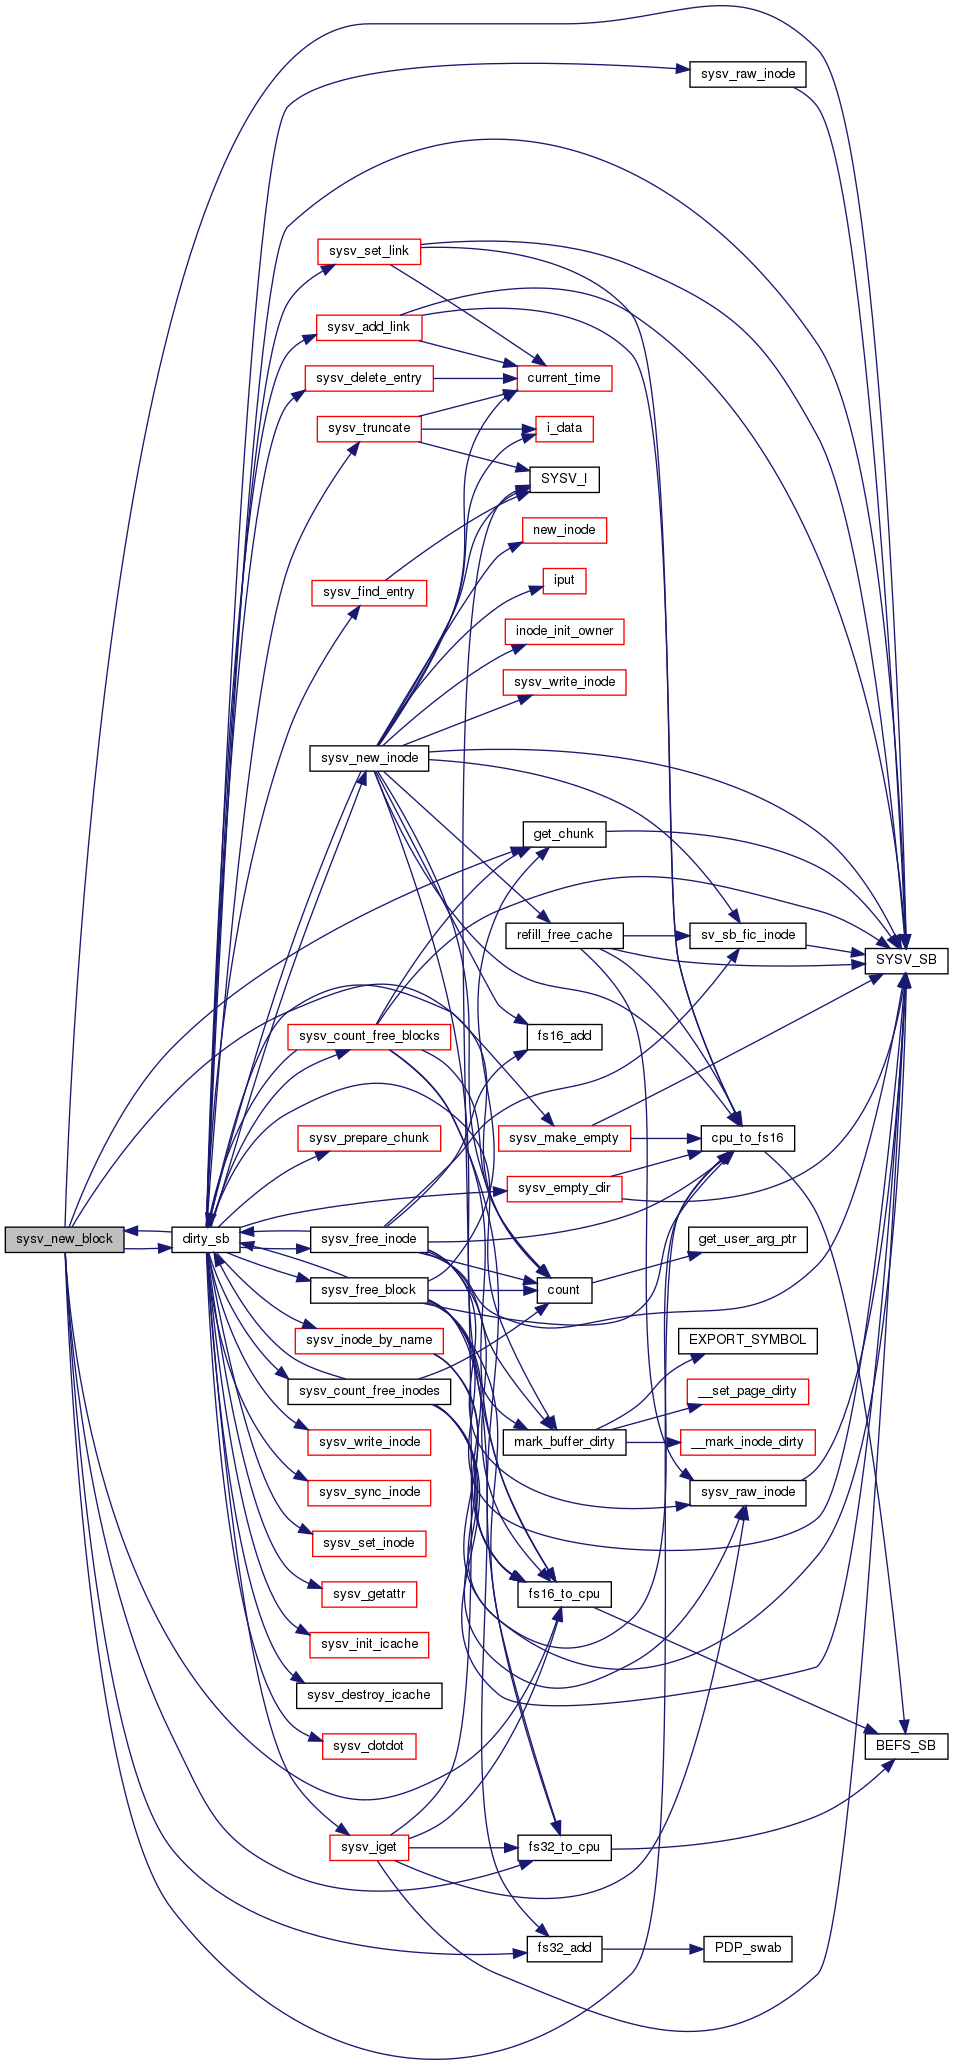 sysv_raw_inode
sysv_set_link
sysv_add_link
sysv_delete_entry
current_time
sysv_truncate
i_data
SYSV_I
new_inode
sysv_find_entry
iput
inode_init_owner
sysv_write_inode
sysv_new_inode
get_chunk
refill_free_cache
sv_sb_fic_inode
SYSV_SB
sysv_count_free_blocks
fs16_add
sysv_prepare_chunk
sysv_make_empty
cpu_to_fs16
sysv_empty_dir
sysv_new_block
dirty_sb
sysv_free_inode
get_user_arg_ptr
sysv_free_block
count
sysv_inode_by_name
EXPORT_SYMBOL
sysv_count_free_inodes
__set_page_dirty
sysv_write_inode
mark_buffer_dirty
__mark_inode_dirty
sysv_sync_inode
sysv_raw_inode
sysv_set_inode
sysv_getattr
fs16_to_cpu
sysv_init_icache
sysv_destroy_icache
sysv_dotdot
BEFS_SB
sysv_iget
fs32_to_cpu
fs32_add
PDP_swab